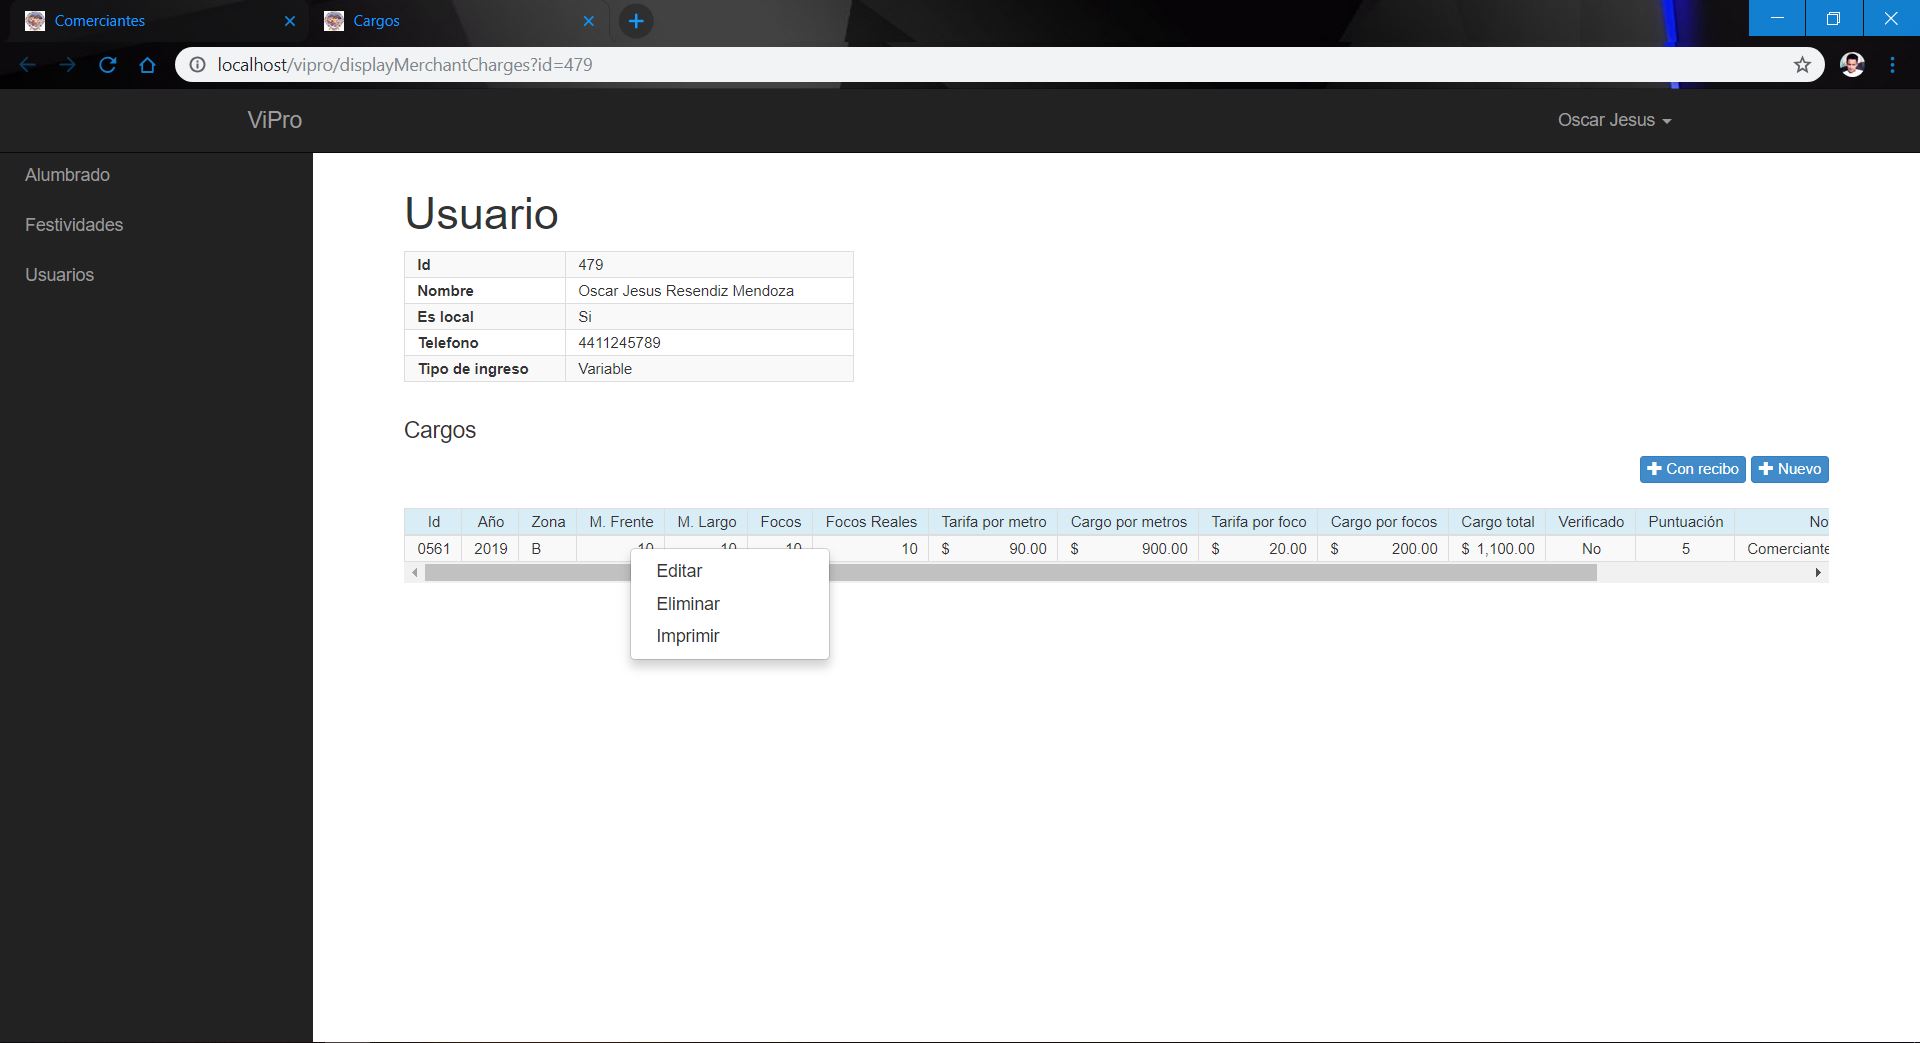 Comerciantes
Cargos
localhost/vipro/displayMerchantCharges?id=479
ViPro
Oscar Jesus
Alumbrado
Festividades
Usuarios
Usuario
Id 479
Nombre Oscar Jesus Resendiz Mendoza
Es local Si
Telefono 4411245789
Tipo de ingreso Variable
Cargos
Con recibo Nuevo
Id Año Zona M. Frente M. Largo Focos Focos Reales Tarifa por metro Cargo por metros Tarifa por foco Cargo por focos Cargo total Verificado Puntuación No
0561 2019 B 10 10 10 10 $ 90.00 $ 900.00 $ 20.00 $ 200.00 $ 1,100.00 No 5 Comerciante
Editar
Eliminar
Imprimir